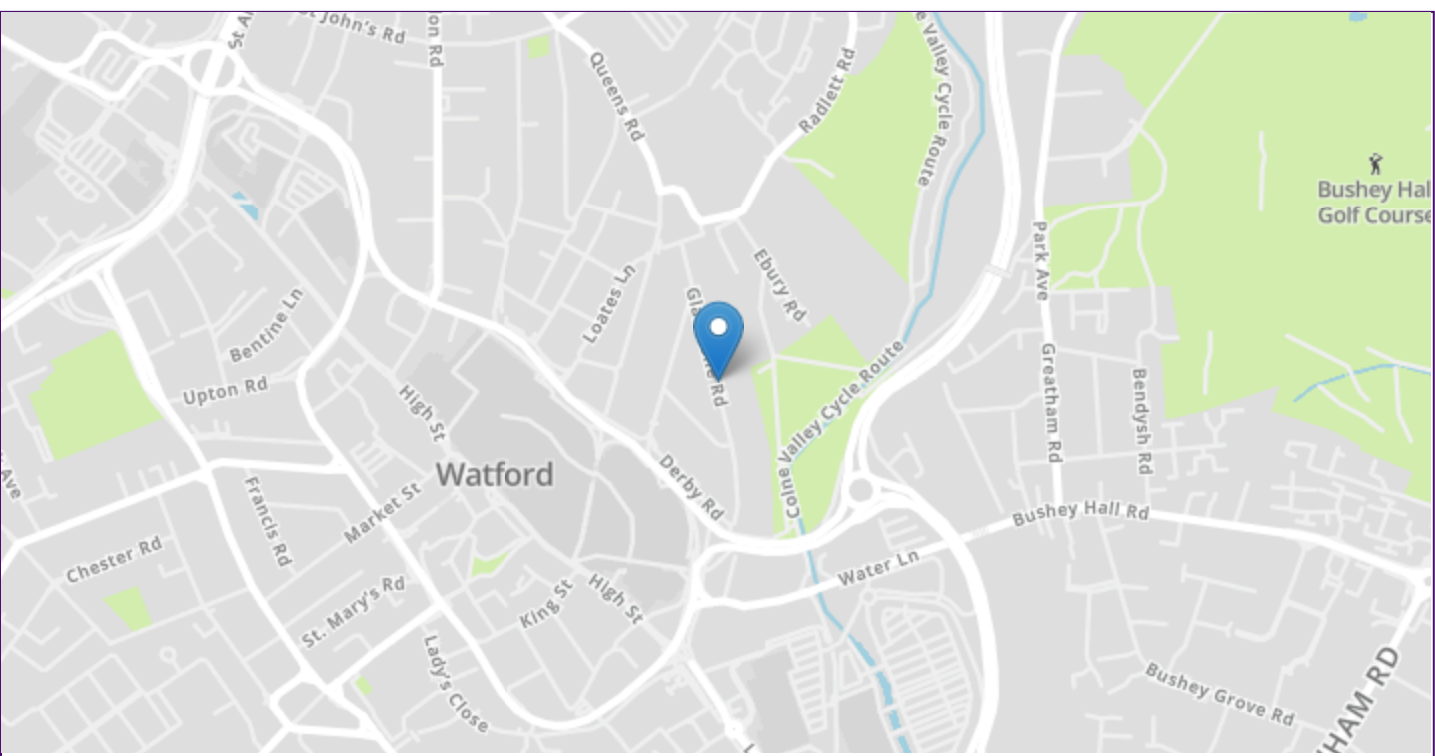 St John's Rd
Queens Rd
Radlett Rd
Valley Cycle Route
Bushey Hal
Golf Course
Park Ave
Loates Ln
Ebury Rd
Bentine Ln
Upton Rd
High St
Watford
Derby Rd
Colne Valley Cycle Route
Greatham Rd
Bendysh Rd
Ave
Francis Rd
Market St
Bushey Hall Rd
Chester Rd
Water Ln
St. Mary's Rd
King St
High St
Lady's Close
Bushey Grove Rd
HAM RD